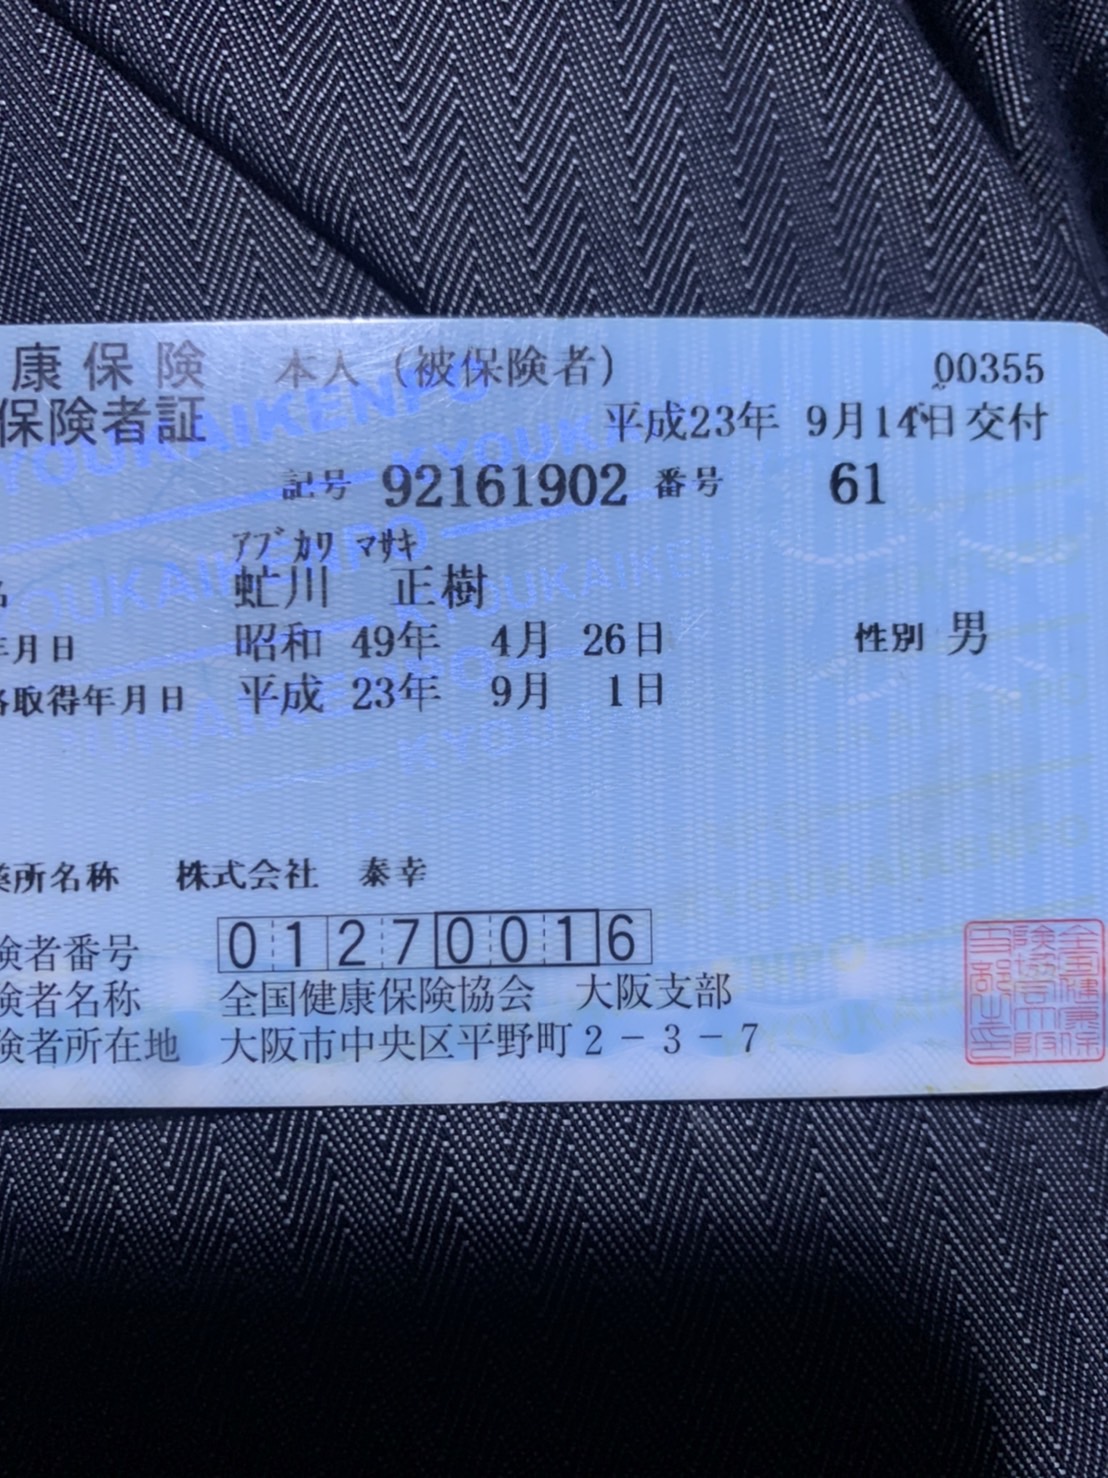 康保険 本人（被保険者） 00355
保険者証 平成23年 9月14日交付
記号 92161902 番号 61
ｱﾌﾞｶﾜ ﾏｻｷ
名 虻川 正樹
年月日 昭和 49年 4月 26日 性別 男
格取得年月日 平成 23年 9月 1日
業所名称 株式会社 泰幸
険者番号 01270016
険者名称 全国健康保険協会 大阪支部
険者所在地 大阪市中央区平野町2－3－7
KYOUKAIKENPO